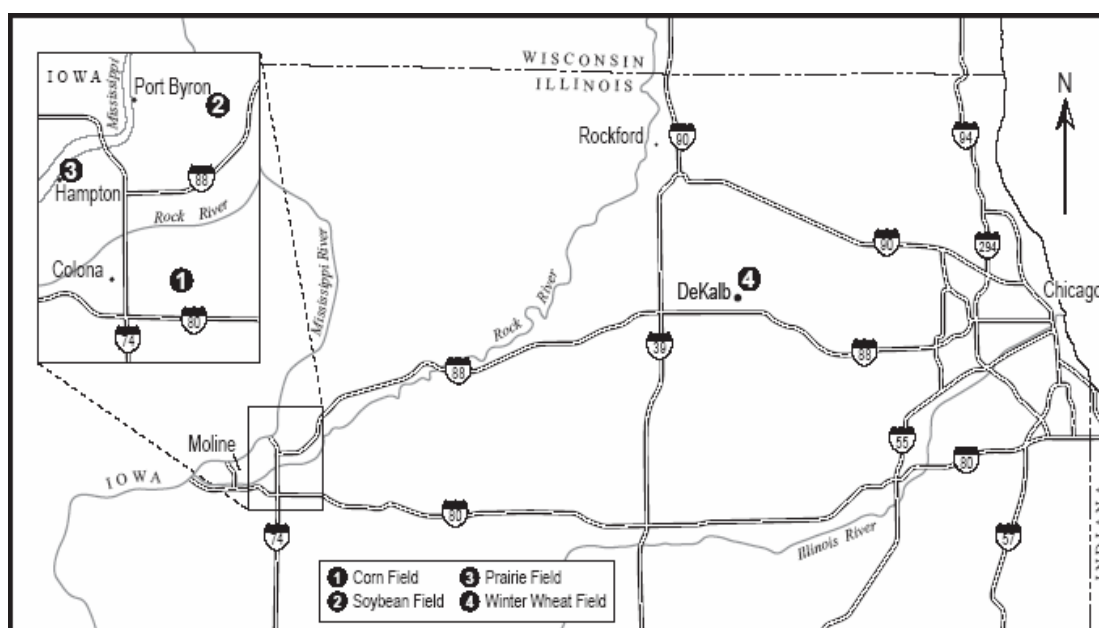 WISCONSIN
ILLINOIS
N
IOWA
Port Byron
2
Mississippi
3
Hampton
88
Rock River
Colona
1
80
74
Rockford
90
94
90
294
Mississippi River
Rock River
DeKalb
4
Chicago
39
88
88
Moline
IOWA
55
80
80
74
Illinois River
57
INDIANA
1 Corn Field
3 Prairie Field
2 Soybean Field
4 Winter Wheat Field